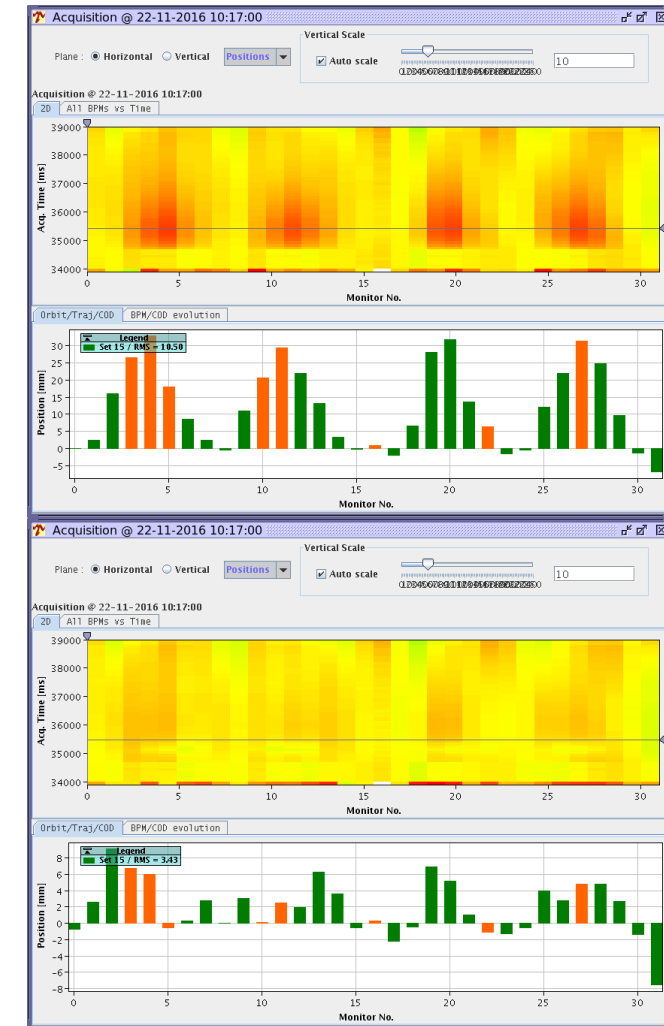 Acquisition @ 22-11-2016 10:17:00
Vertical Scale
Plane : Horizontal Vertical Positions Auto scale 10
Acquisition @ 22-11-2016 10:17:00
2D All BPMs vs Time
39000
38000
37000
36000
35000
34000
Acq. Time [ms]
0 5 10 15 20 25 30
Monitor No.
Orbit/Traj/COD BPM/COD evolution
Legend
Set 15 / RMS = 10.50
30
25
20
15
10
5
0
-5
Position [mm]
0 5 10 15 20 25 30
Monitor No.
Acquisition @ 22-11-2016 10:17:00
Vertical Scale
Plane : Horizontal Vertical Positions Auto scale 10
Acquisition @ 22-11-2016 10:17:00
2D All BPMs vs Time
39000
38000
37000
36000
35000
34000
Acq. Time [ms]
0 5 10 15 20 25 30
Monitor No.
Orbit/Traj/COD BPM/COD evolution
Legend
Set 15 / RMS = 3.43
8
6
4
2
0
-2
-4
-6
-8
Position [mm]
0 5 10 15 20 25 30
Monitor No.